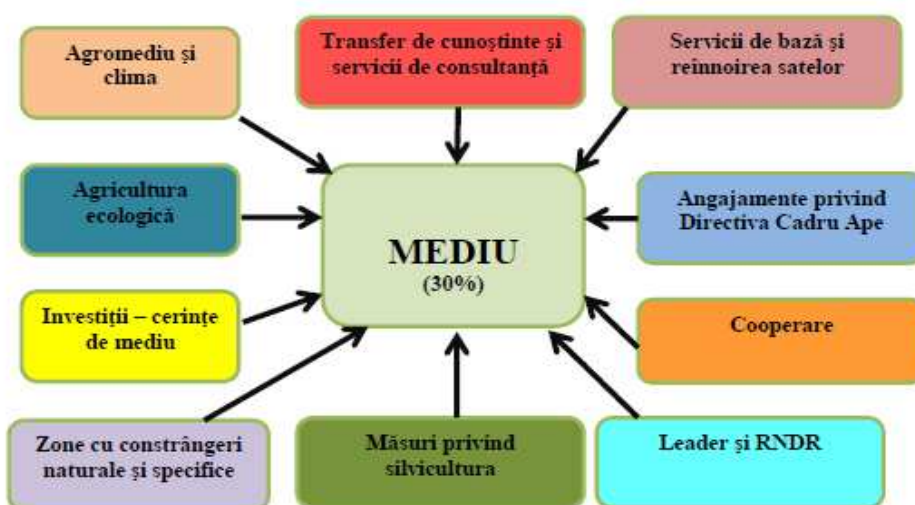 Agromediu și
clima
Transfer de cunoștinte și
servicii de consultanță
Servicii de bază și
reînnoirea satelor
Agricultura
ecologică
MEDIU
(30%)
Angajamente privind
Directiva Cadru Ape
Investiții – cerințe
de mediu
Cooperare
Zone cu constrângeri
naturale și specifice
Măsuri privind
silvicultura
Leader și RNDR